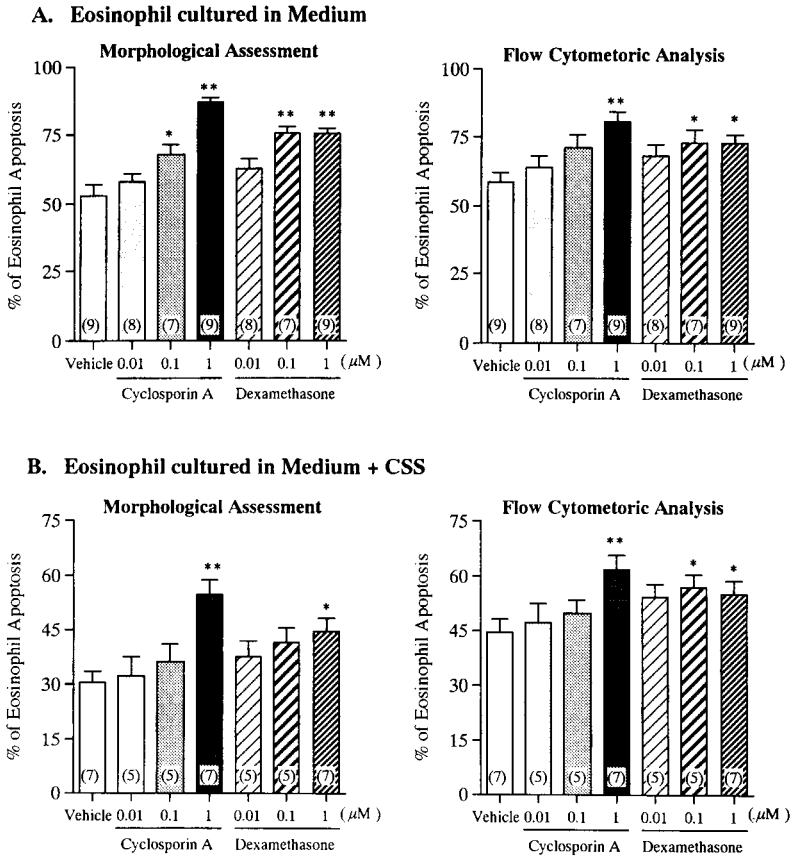 A. Eosinophil cultured in Medium
Morphological Assessment
% of Eosinophil Apoptosis
100
75
50
25
0
* ** ** **
(9) (8) (7) (9) (8) (7) (9)
Vehicle 0.01 0.1 1 0.01 0.1 1 (μM)
Cyclosporin A Dexamethasone
Flow Cytometoric Analysis
% of Eosinophil Apoptosis
100
75
50
25
0
** * *
(9) (8) (7) (9) (8) (7) (9)
Vehicle 0.01 0.1 1 0.01 0.1 1 (μM)
Cyclosporin A Dexamethasone
B. Eosinophil cultured in Medium + CSS
Morphological Assessment
% of Eosinophil Apoptosis
75
60
45
30
15
0
** *
(7) (5) (5) (7) (5) (5) (7)
Vehicle 0.01 0.1 1 0.01 0.1 1 (μM)
Cyclosporin A Dexamethasone
Flow Cytometoric Analysis
% of Eosinophil Apoptosis
75
60
45
30
15
0
** * *
(7) (5) (5) (7) (5) (5) (7)
Vehicle 0.01 0.1 1 0.01 0.1 1 (μM)
Cyclosporin A Dexamethasone